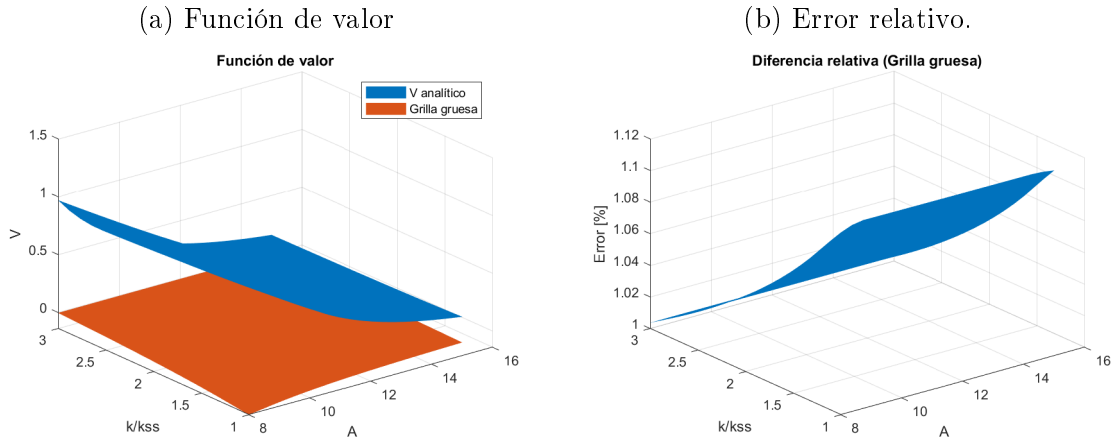 (a) Función de valor
(b) Error relativo.
Función de valor
V analítico
Grilla gruesa
1.5
1
0.5
0
V
3
2.5
2
1.5
1
k/kss
8
10
12
14
16
A
Diferencia relativa (Grilla gruesa)
1.12
1.1
1.08
1.06
1.04
1.02
1
Error [%]
3
2.5
2
1.5
1
k/kss
8
10
12
14
16
A